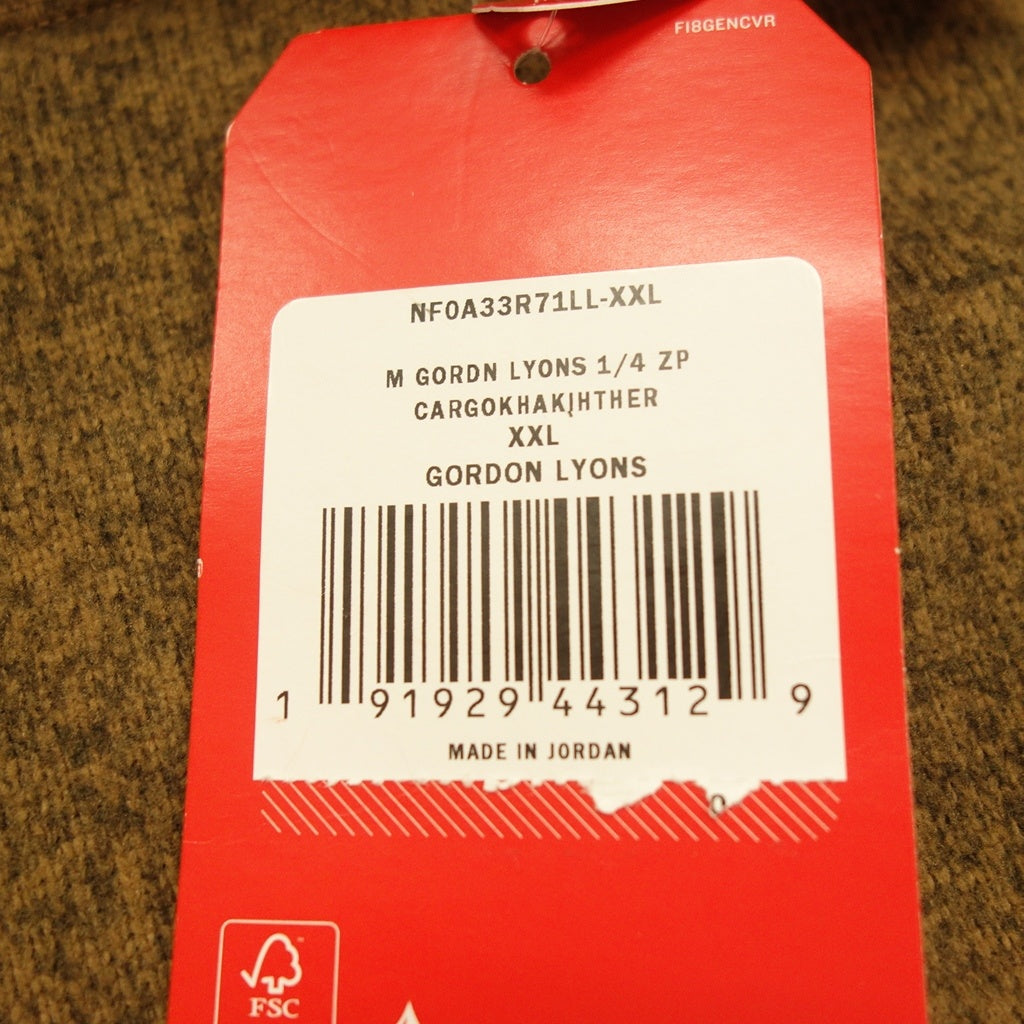 FI8GENCVR
NF0A33R71LL-XXL
M GORDN LYONS 1/4 ZP
CARGOKHAKIHTHER
XXL
GORDON LYONS
1 91929 44312 9
MADE IN JORDAN
FSC